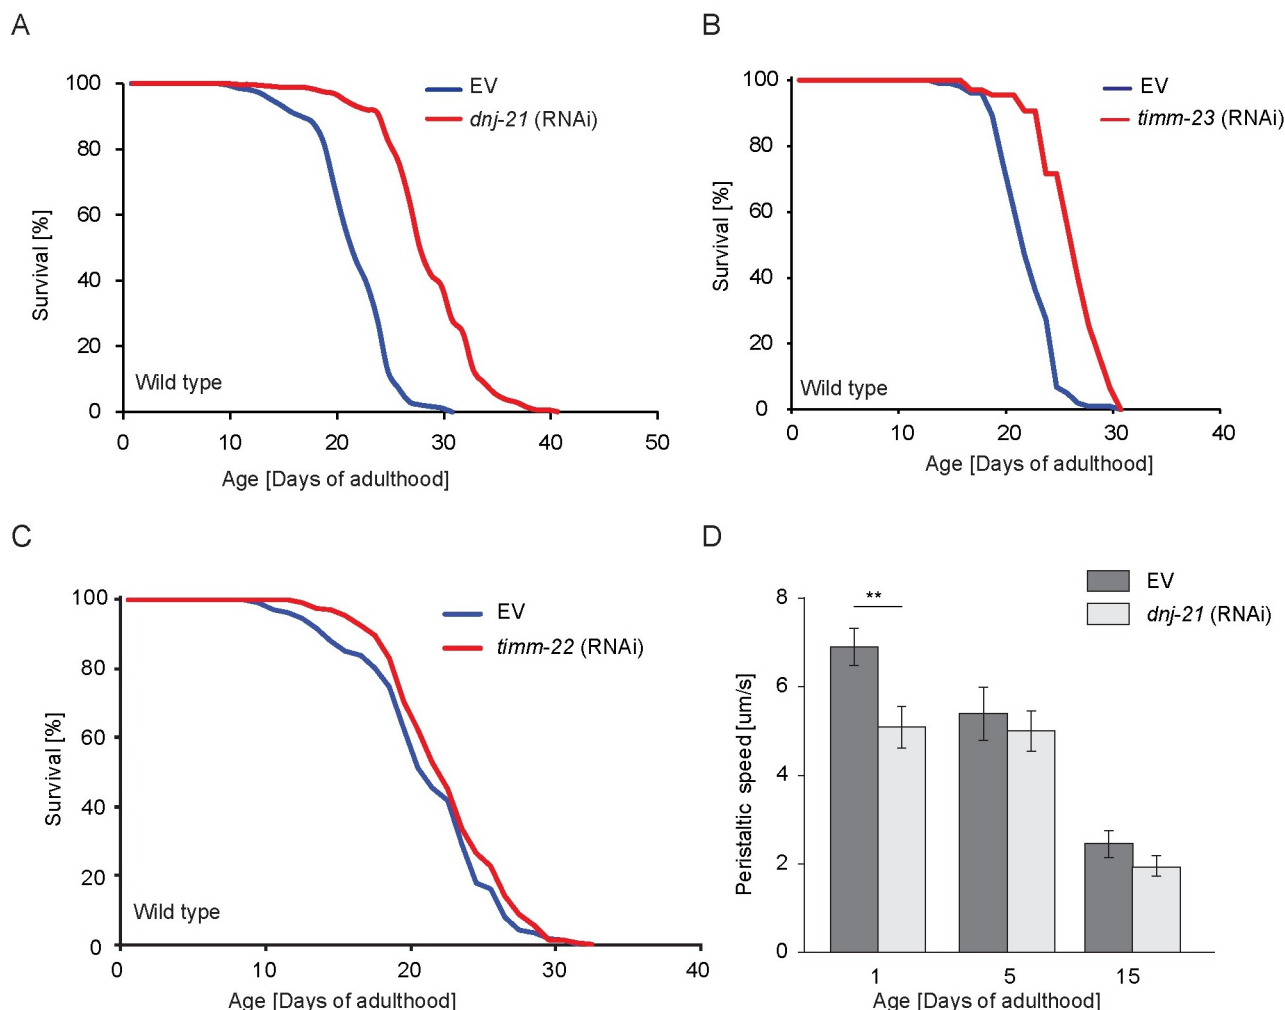 A
100
80
60
40
20
0
Survival [%]
EV
dnj-21 (RNAi)
Wild type
0 10 20 30 40 50
Age [Days of adulthood]
B
100
80
60
40
20
0
Survival [%]
EV
timm-23 (RNAi)
Wild type
0 10 20 30 40
Age [Days of adulthood]
C
100
80
60
40
20
0
Survival [%]
EV
timm-22 (RNAi)
Wild type
0 10 20 30 40
Age [Days of adulthood]
D
EV
dnj-21 (RNAi)
8
6
4
2
0
Peristaltic speed [um/s]
**
1 5 15
Age [Days of adulthood]